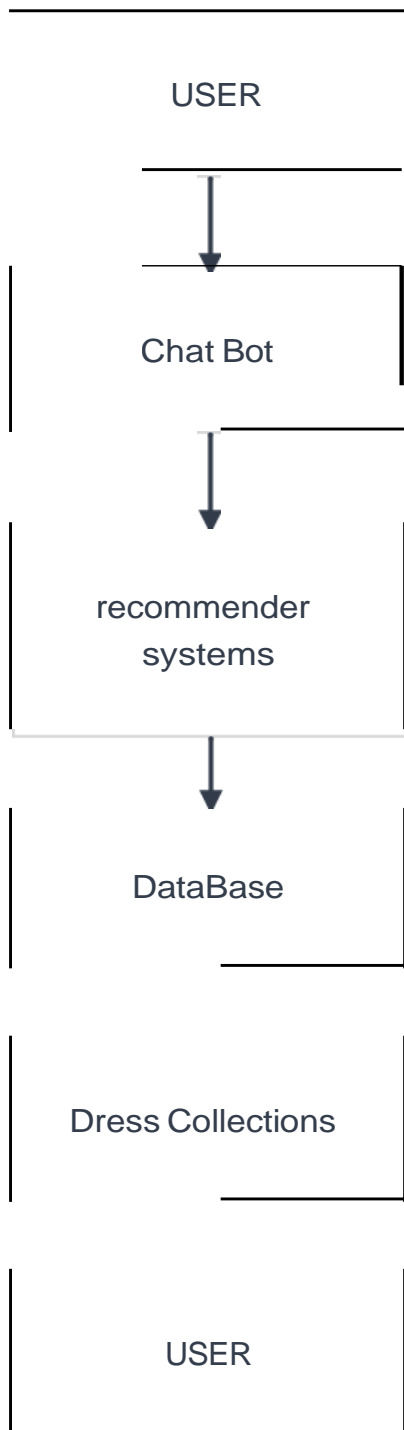 USER
Chat Bot
recommender
systems
DataBase
Dress Collections
USER